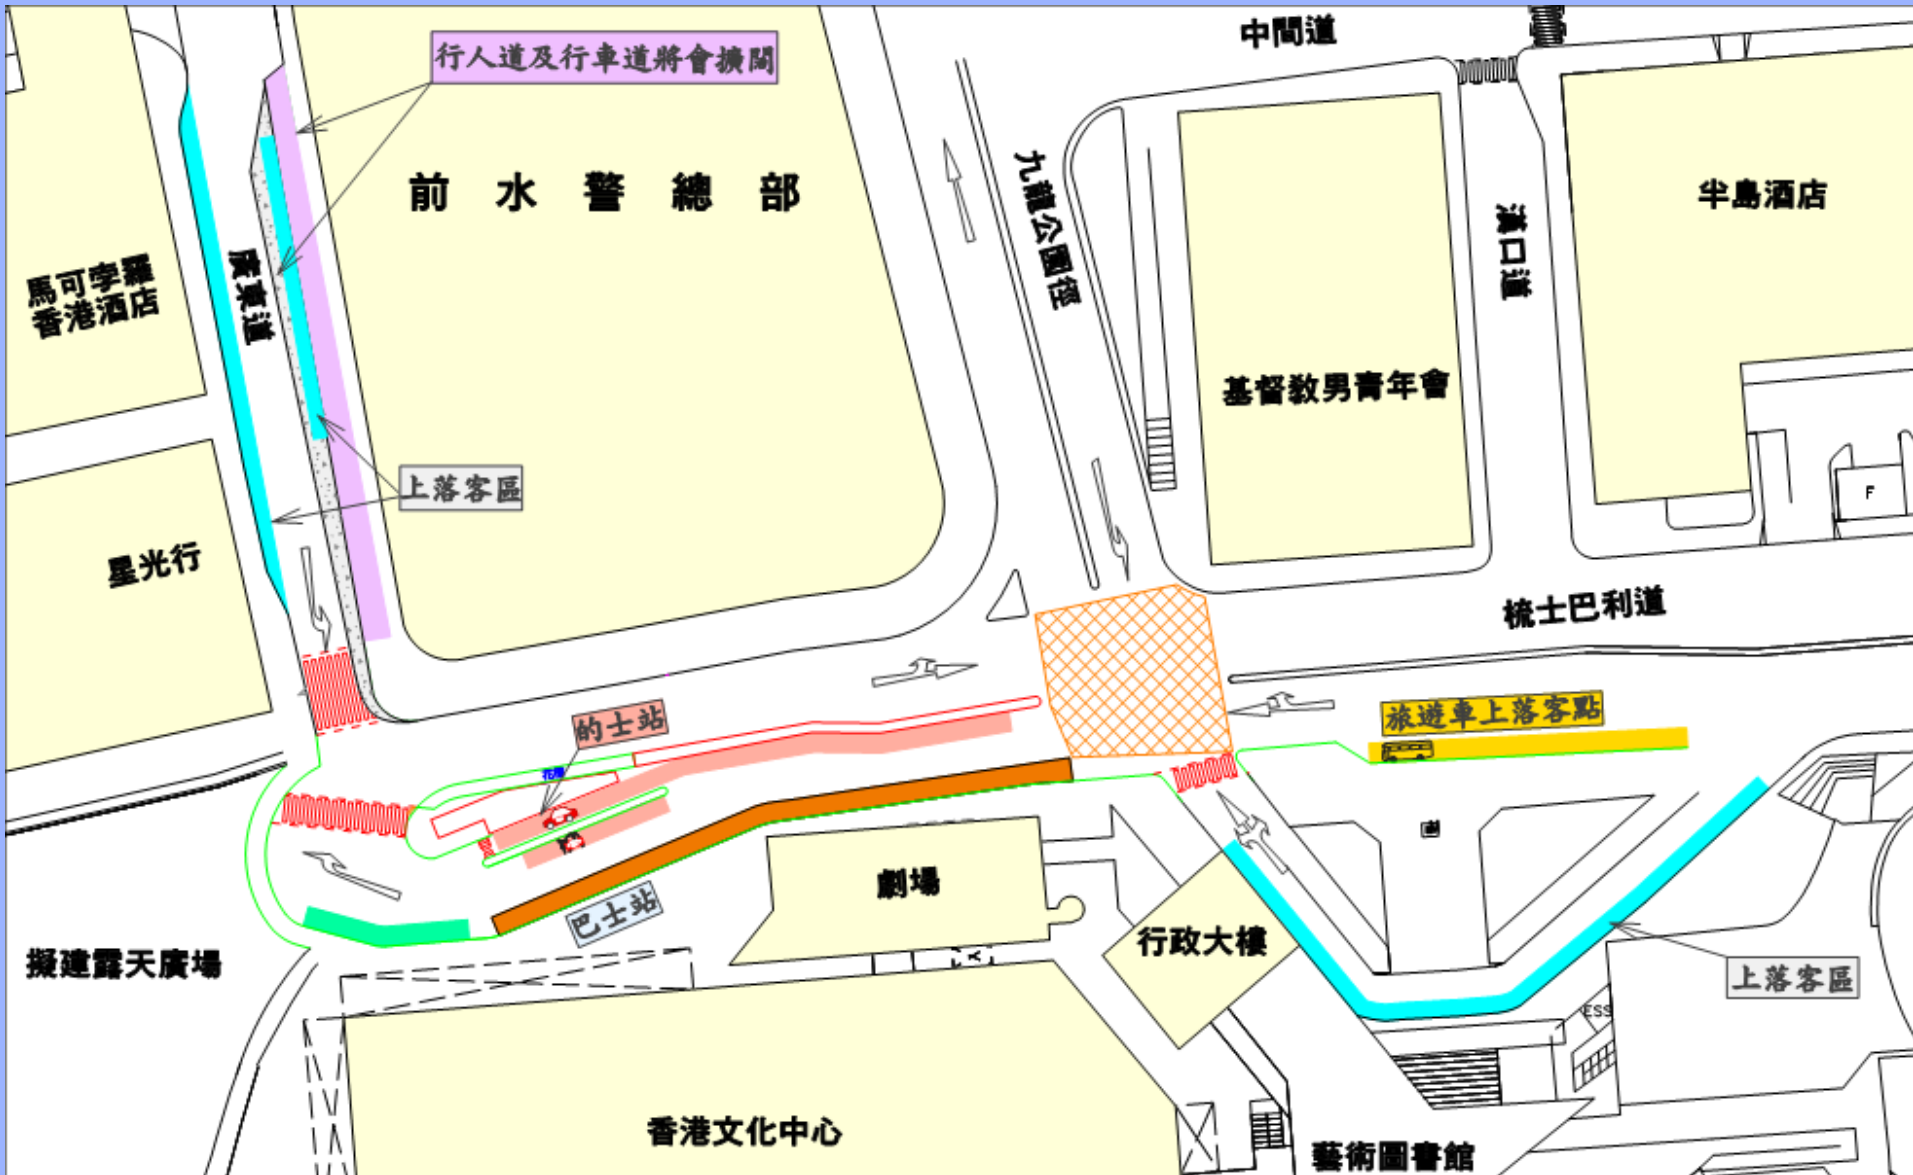 中間道
行人道及行車道將會擴闊
前水警總部
九龍公園徑
半島酒店
漢口道
馬可孛羅
香港酒店
廣東道
基督教男青年會
上落客區
F
星光行
梳士巴利道
的士站
旅遊車上落客點
花槽
劇場
巴士站
行政大樓
擬建露天廣場
上落客區
ESS
香港文化中心
藝術圖書館